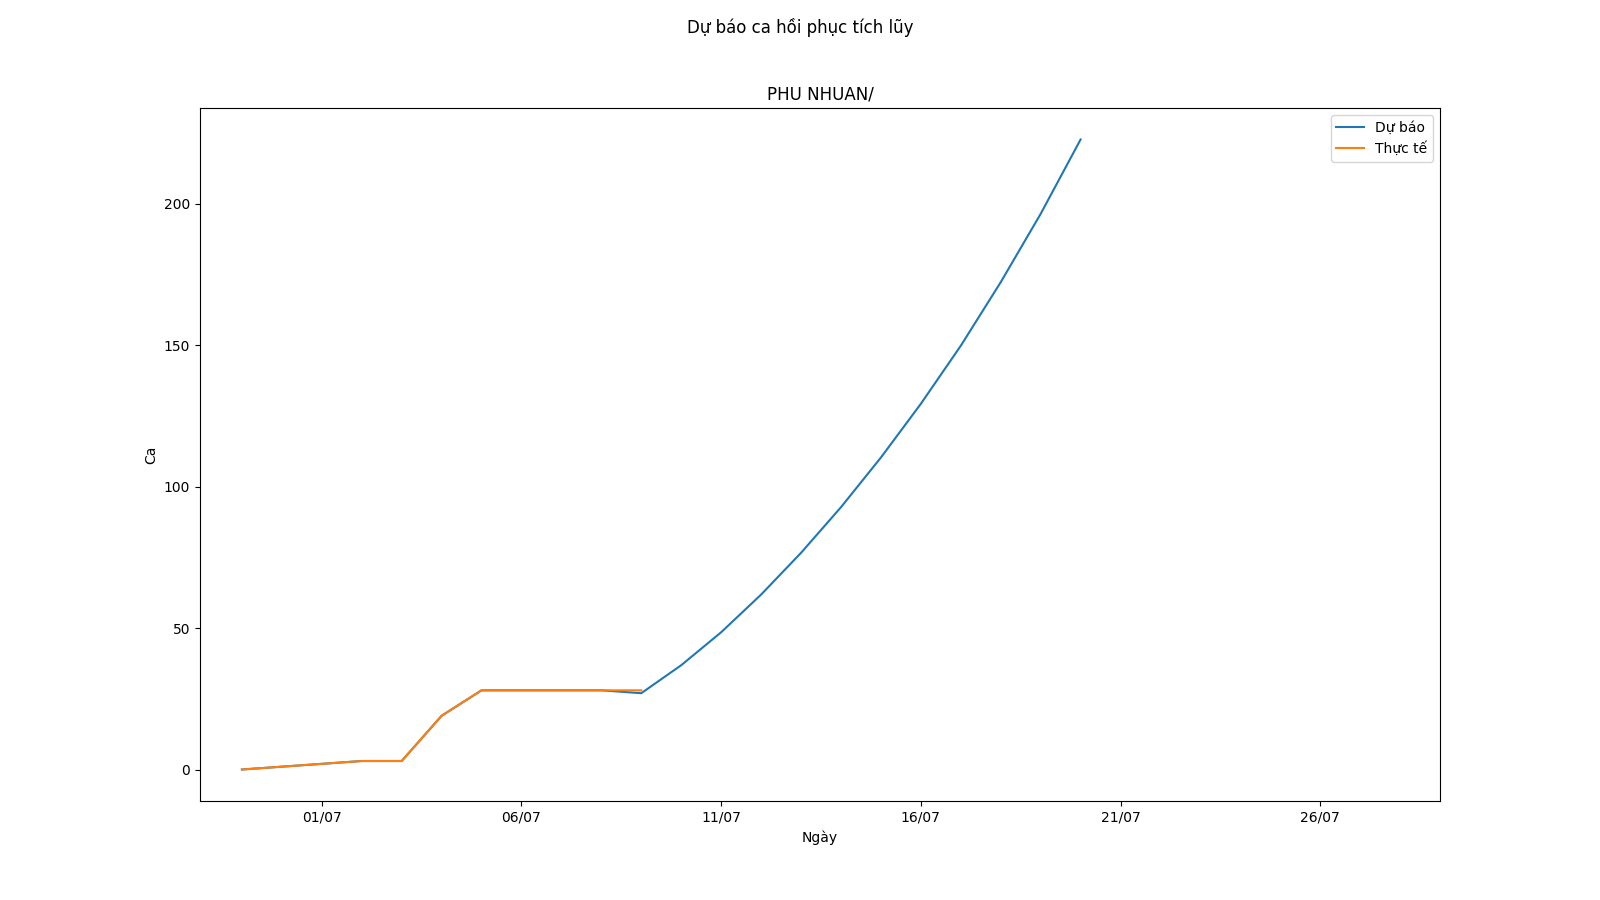 Dự báo ca hồi phục tích lũy
PHU NHUAN/
Dự báo
Thực tế
200
150
100
50
0
Ca
01/07 06/07 11/07 16/07 21/07 26/07
Ngày